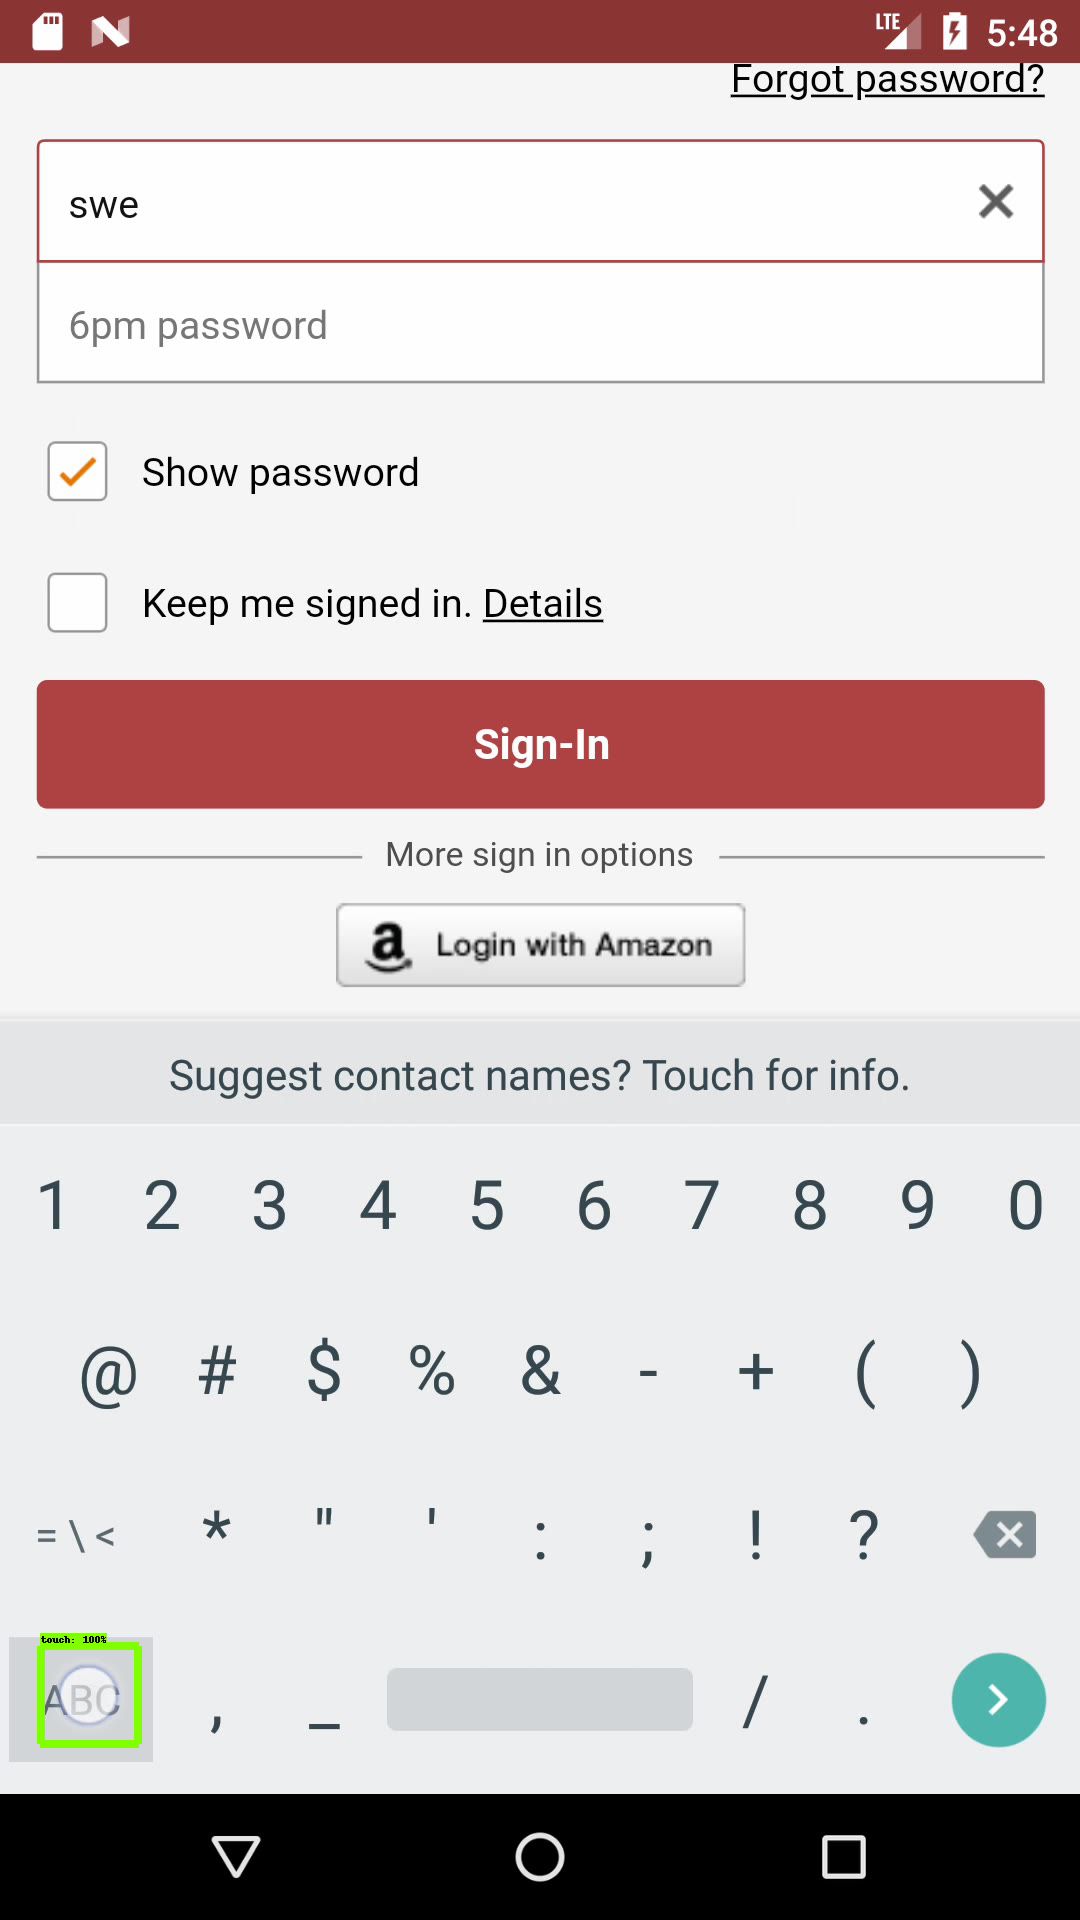 LTE 5:48
Forgot password?
swe
6pm password
Show password
Keep me signed in. Details
Sign-In
More sign in options
a Login with Amazon
Suggest contact names? Touch for info.
1 2 3 4 5 6 7 8 9 0
@ # $ % & - + ( )
= \ < * " ' : ; ! ?
touch: 100%
ABC , _ / .